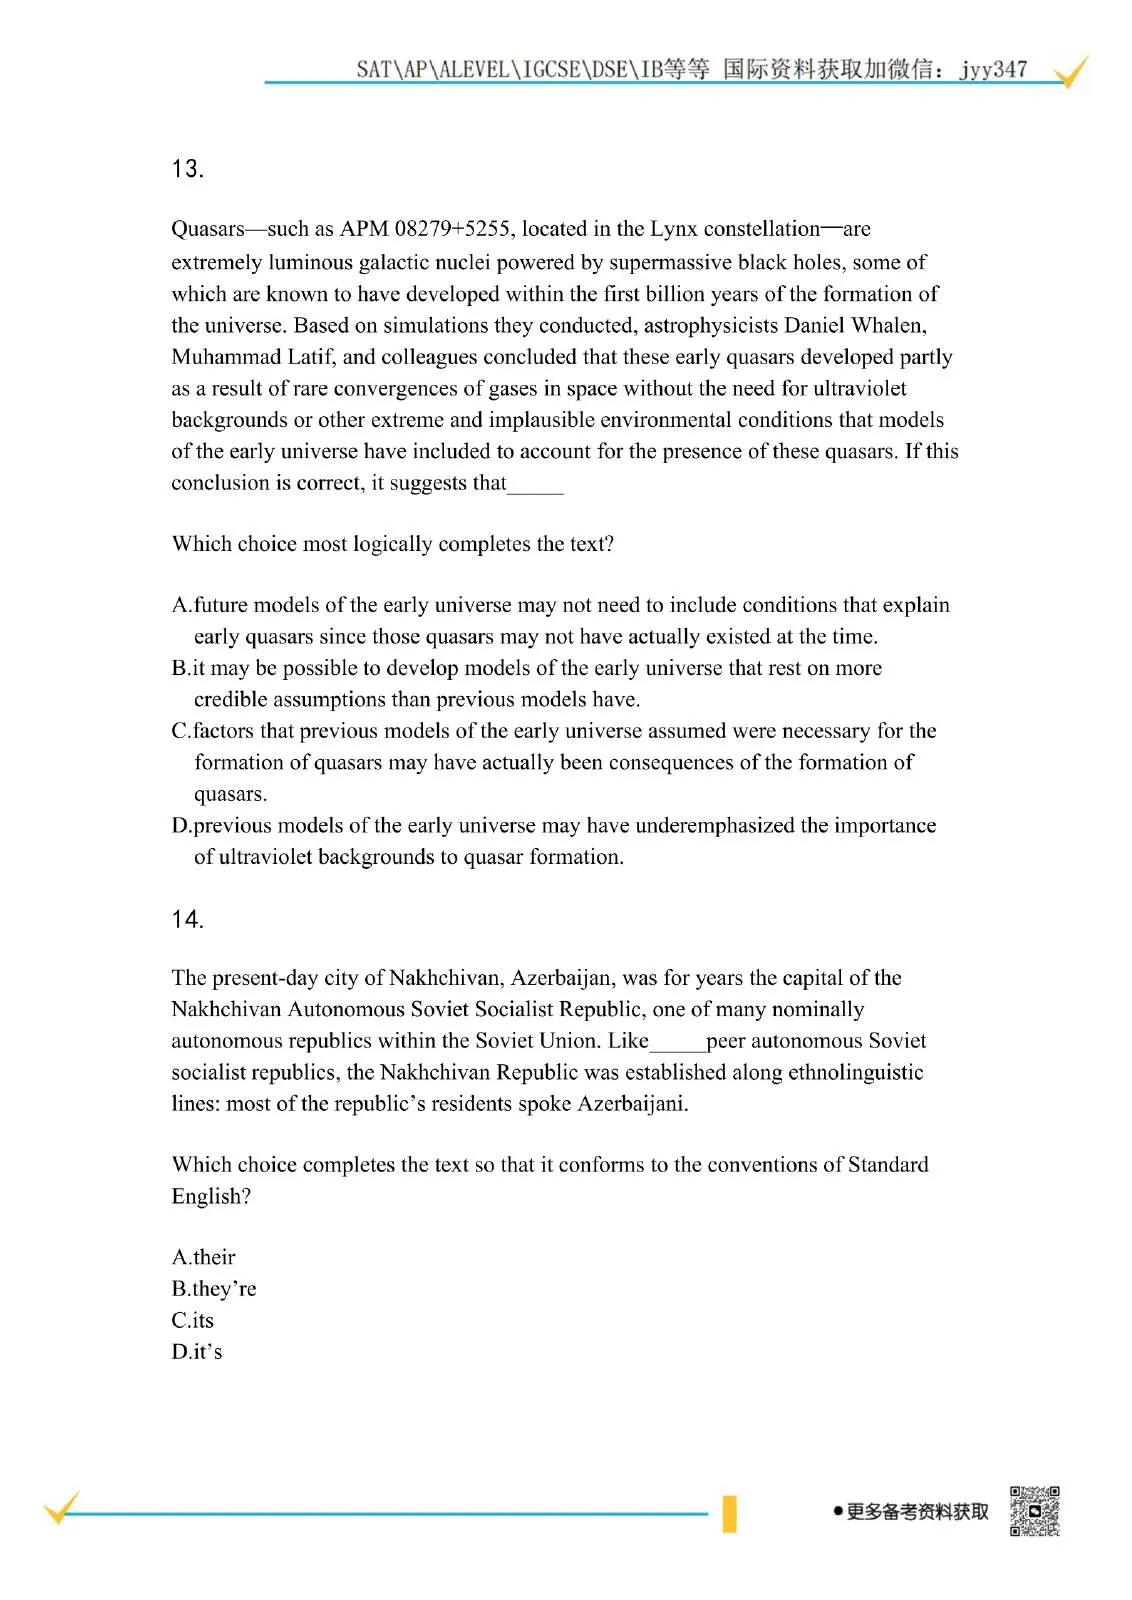 SAT\AP\ALEVEL\IGCSE\DSE\IB等等 国际资料获取加微信：jyy347
13.
Quasars—such as APM 08279+5255, located in the Lynx constellation—are
extremely luminous galactic nuclei powered by supermassive black holes, some of
which are known to have developed within the first billion years of the formation of
the universe. Based on simulations they conducted, astrophysicists Daniel Whalen,
Muhammad Latif, and colleagues concluded that these early quasars developed partly
as a result of rare convergences of gases in space without the need for ultraviolet
backgrounds or other extreme and implausible environmental conditions that models
of the early universe have included to account for the presence of these quasars. If this
conclusion is correct, it suggests that_____
Which choice most logically completes the text?
A.future models of the early universe may not need to include conditions that explain
early quasars since those quasars may not have actually existed at the time.
B.it may be possible to develop models of the early universe that rest on more
credible assumptions than previous models have.
C.factors that previous models of the early universe assumed were necessary for the
formation of quasars may have actually been consequences of the formation of
quasars.
D.previous models of the early universe may have underemphasized the importance
of ultraviolet backgrounds to quasar formation.
14.
The present-day city of Nakhchivan, Azerbaijan, was for years the capital of the
Nakhchivan Autonomous Soviet Socialist Republic, one of many nominally
autonomous republics within the Soviet Union. Like_____peer autonomous Soviet
socialist republics, the Nakhchivan Republic was established along ethnolinguistic
lines: most of the republic’s residents spoke Azerbaijani.
Which choice completes the text so that it conforms to the conventions of Standard
English?
A.their
B.they’re
C.its
D.it’s
●更多备考资料获取